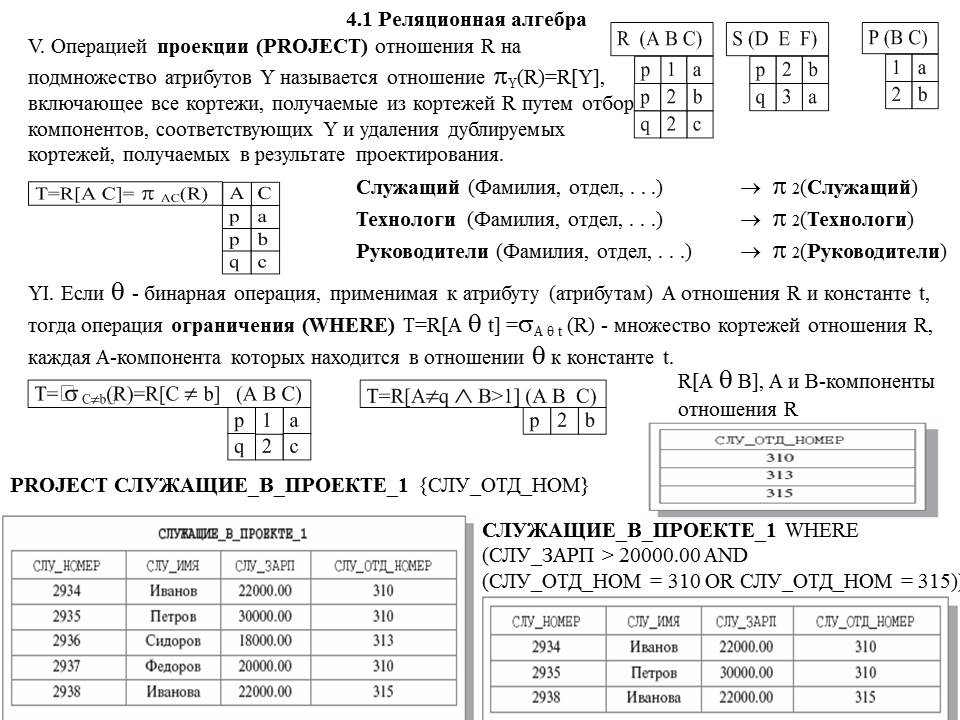 4.1 Реляционная алгебра
V. Операцией проекции (PROJECT) отношения R на
подмножество атрибутов Y называется отношение πY(R)=R[Y],
включающее все кортежи, получаемые из кортежей R путем отбор
компонентов, соответствующих Y и удаления дублируемых
кортежей, получаемых в результате проектирования.
R (A B C)
p 1 a
p 2 b
q 2 c
S (D E F)
p 2 b
q 3 a
P (B C)
1 a
2 b
T=R[A C]= π AC(R) A C
p a
p b
q c
Служащий (Фамилия, отдел, . . .) → π 2(Служащий)
Технологи (Фамилия, отдел, . . .) → π 2(Технологи)
Руководители (Фамилия, отдел, . . .) → π 2(Руководители)
YI. Если θ - бинарная операция, применимая к атрибуту (атрибутам) A отношения R и константе t,
тогда операция ограничения (WHERE) T=R[A θ t] =σA θ t (R) - множество кортежей отношения R,
каждая A-компонента которых находится в отношении θ к константе t.
T= σ C≠b(R)=R[C ≠ b] (A B C)
p 1 a
q 2 c
T=R[A≠q ∧ B>1] (A B C)
p 2 b
R[A θ B], A и B-компоненты
отношения R
СЛУ_ОТД_НОМЕР
310
313
315
PROJECT СЛУЖАЩИЕ_В_ПРОЕКТЕ_1 {СЛУ_ОТД_НОМ}
СЛУЖАЩИЕ_В_ПРОЕКТЕ_1
СЛУ_НОМЕР СЛУ_ИМЯ СЛУ_ЗАРП СЛУ_ОТД_НОМЕР
2934 Иванов 22000.00 310
2935 Петров 30000.00 310
2936 Сидоров 18000.00 313
2937 Федоров 20000.00 310
2938 Иванова 22000.00 315
СЛУЖАЩИЕ_В_ПРОЕКТЕ_1 WHERE
(СЛУ_ЗАРП > 20000.00 AND
(СЛУ_ОТД_НОМ = 310 OR СЛУ_ОТД_НОМ = 315))
СЛУ_НОМЕР СЛУ_ИМЯ СЛУ_ЗАРП СЛУ_ОТД_НОМЕР
2934 Иванов 22000.00 310
2935 Петров 30000.00 310
2938 Иванова 22000.00 315